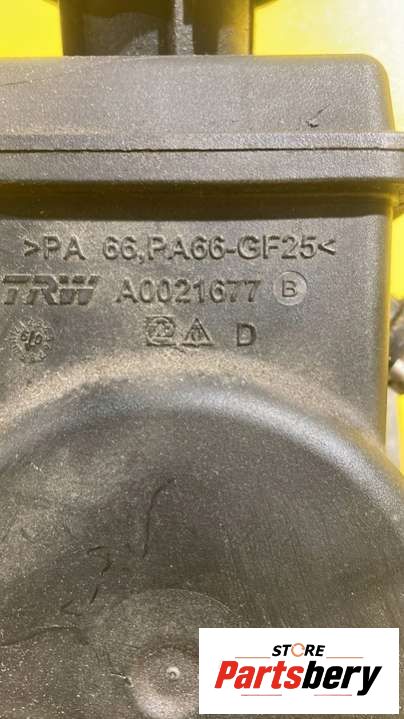 >PA 66,PA66-GF25<
TRW A0021677 B
D
STORE
Partsbery